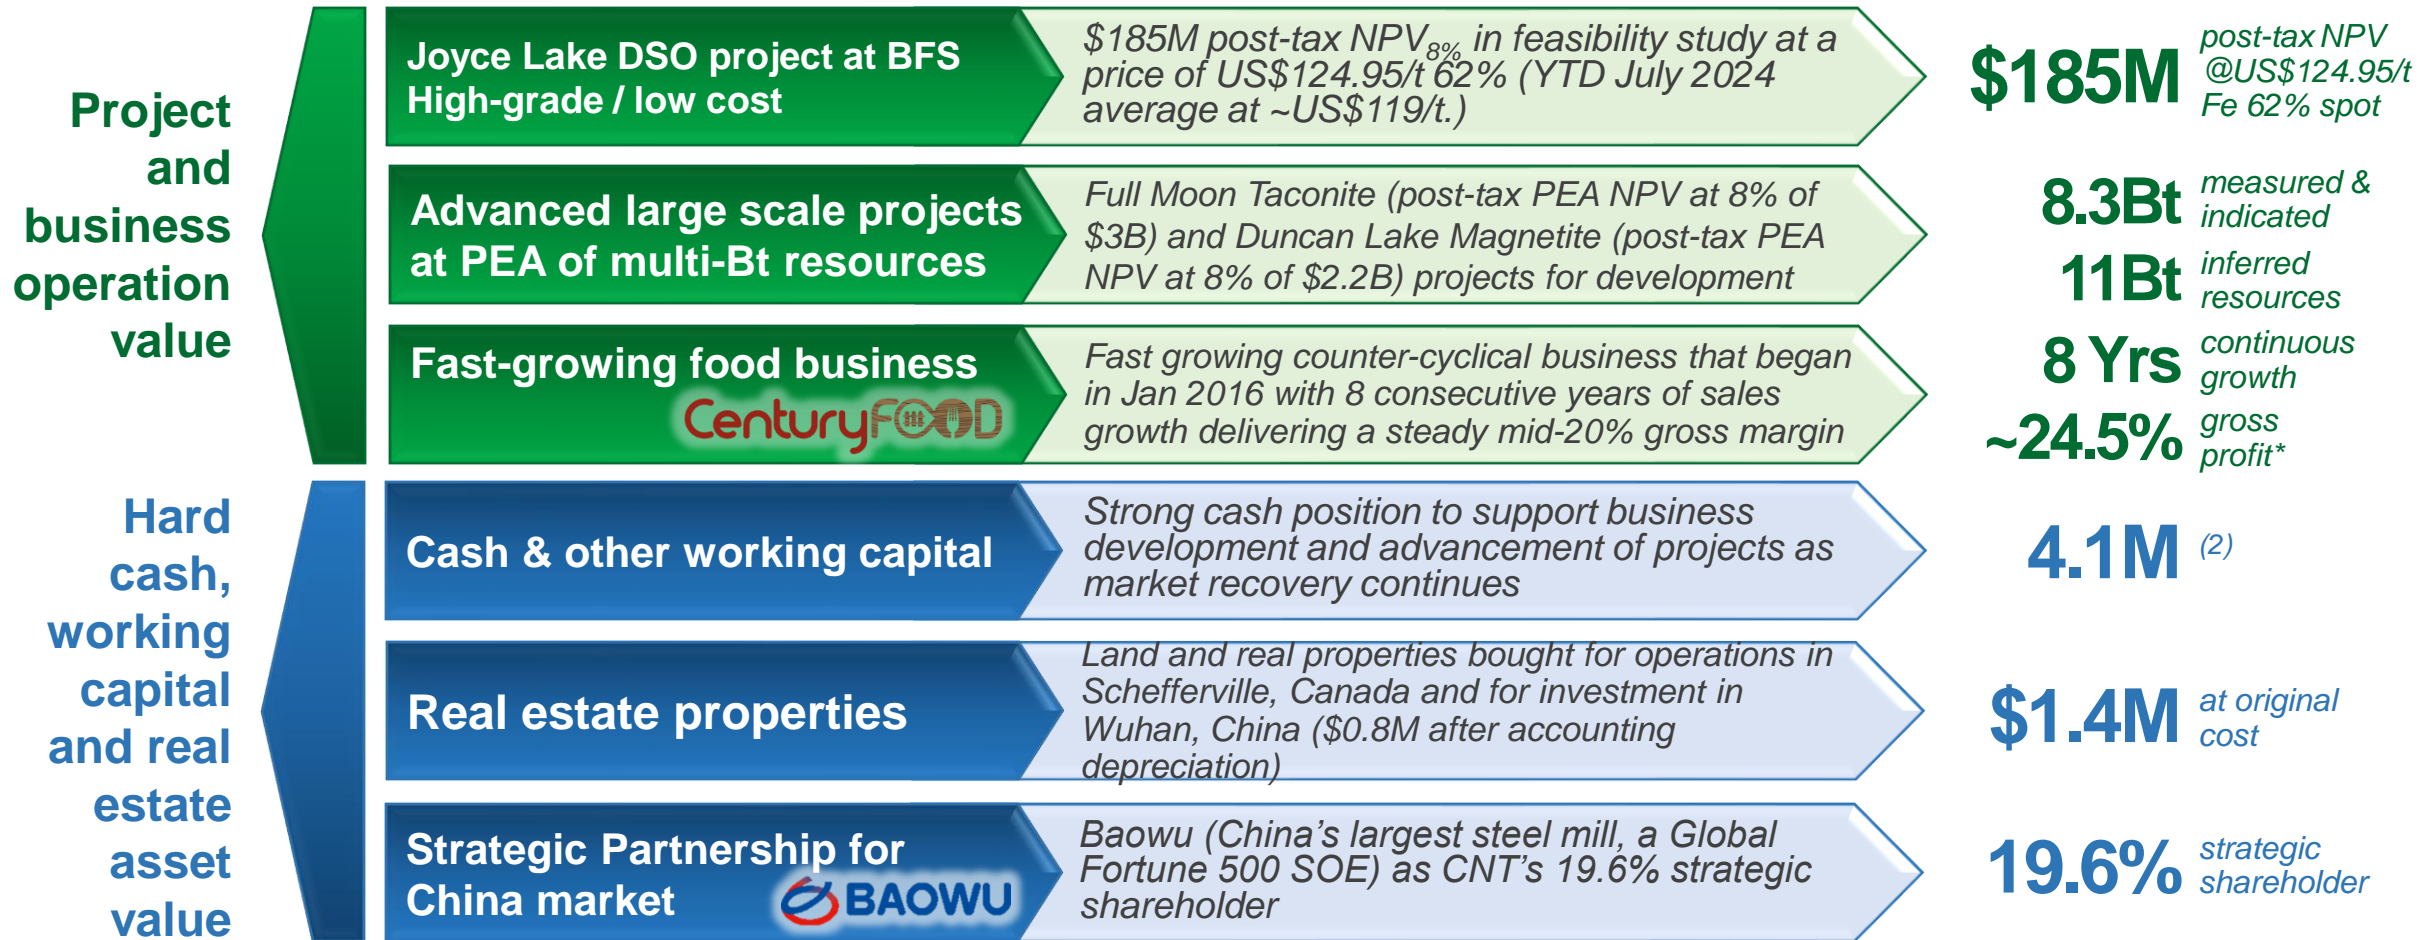 Project
and
business
operation
value
Joyce Lake DSO project at BFS
High-grade / low cost
$185M post-tax NPV8% in feasibility study at a
price of US$124.95/t 62% (YTD July 2024
average at ~US$119/t.)
$185M
post-tax NPV
@US$124.95/t
Fe 62% spot
Advanced large scale projects
at PEA of multi-Bt resources
Full Moon Taconite (post-tax PEA NPV at 8% of
$3B) and Duncan Lake Magnetite (post-tax PEA
NPV at 8% of $2.2B) projects for development
8.3Bt
measured &
indicated
11Bt
inferred
resources
Fast-growing food business
CenturyFOOD
Fast growing counter-cyclical business that began
in Jan 2016 with 8 consecutive years of sales
growth delivering a steady mid-20% gross margin
8 Yrs
continuous
growth
~24.5%
gross
profit*
Hard
cash,
working
capital
and real
estate
asset
value
Cash & other working capital
Strong cash position to support business
development and advancement of projects as
market recovery continues
4.1M (2)
Real estate properties
Land and real properties bought for operations in
Schefferville, Canada and for investment in
Wuhan, China ($0.8M after accounting
depreciation)
$1.4M
at original
cost
Strategic Partnership for
China market
BAOWU
Baowu (China’s largest steel mill, a Global
Fortune 500 SOE) as CNT’s 19.6% strategic
shareholder
19.6%
strategic
shareholder